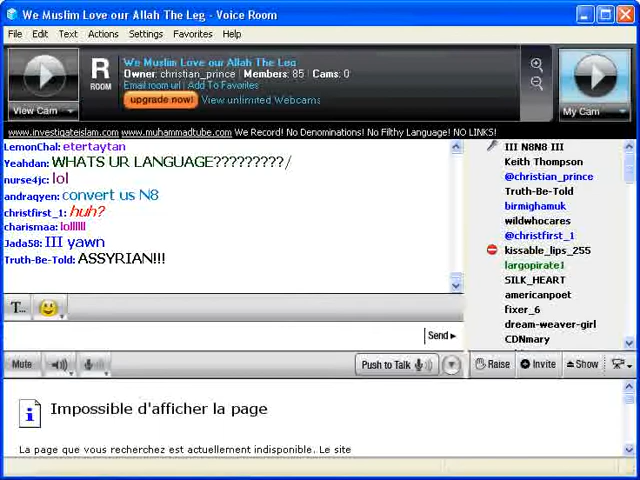 We Muslim Love our Allah The Leg - Voice Room
File Edit Text Actions Settings Favorites Help
We Muslim Love our Allah The Leg
Owner: christian_prince | Members: 85 | Cams: 0
Email room url | Add To Favorites
upgrade now! View unlimited Webcams
R
ROOM
View Cam
My Cam
www.investigateislam.com www.muhammadtube.com We Record! No Denominations! No Filthy Language! NO LINKS!
LemonChal: etertaytan
Yeahdan: WHATS UR LANGUAGE?????????/
nurse4jc: lol
andraqyen: convert us N8
christfirst_1: huh?
charismaa: llllllll
Jada58: III yawn
Truth-Be-Told: ASSYRIAN!!!
III N8N8 III
Keith Thompson
@christian_prince
Truth-Be-Told
birmighamuk
wildwhocares
@christfirst_1
kissable_lips_255
largopirate1
SILK_HEART
americanpoet
fixer_6
dream-weaver-girl
CDNmary
T...
Send
Mute
Push to Talk
Raise Invite Show
Impossible d'afficher la page
La page que vous recherchez est actuellement indisponible. Le site